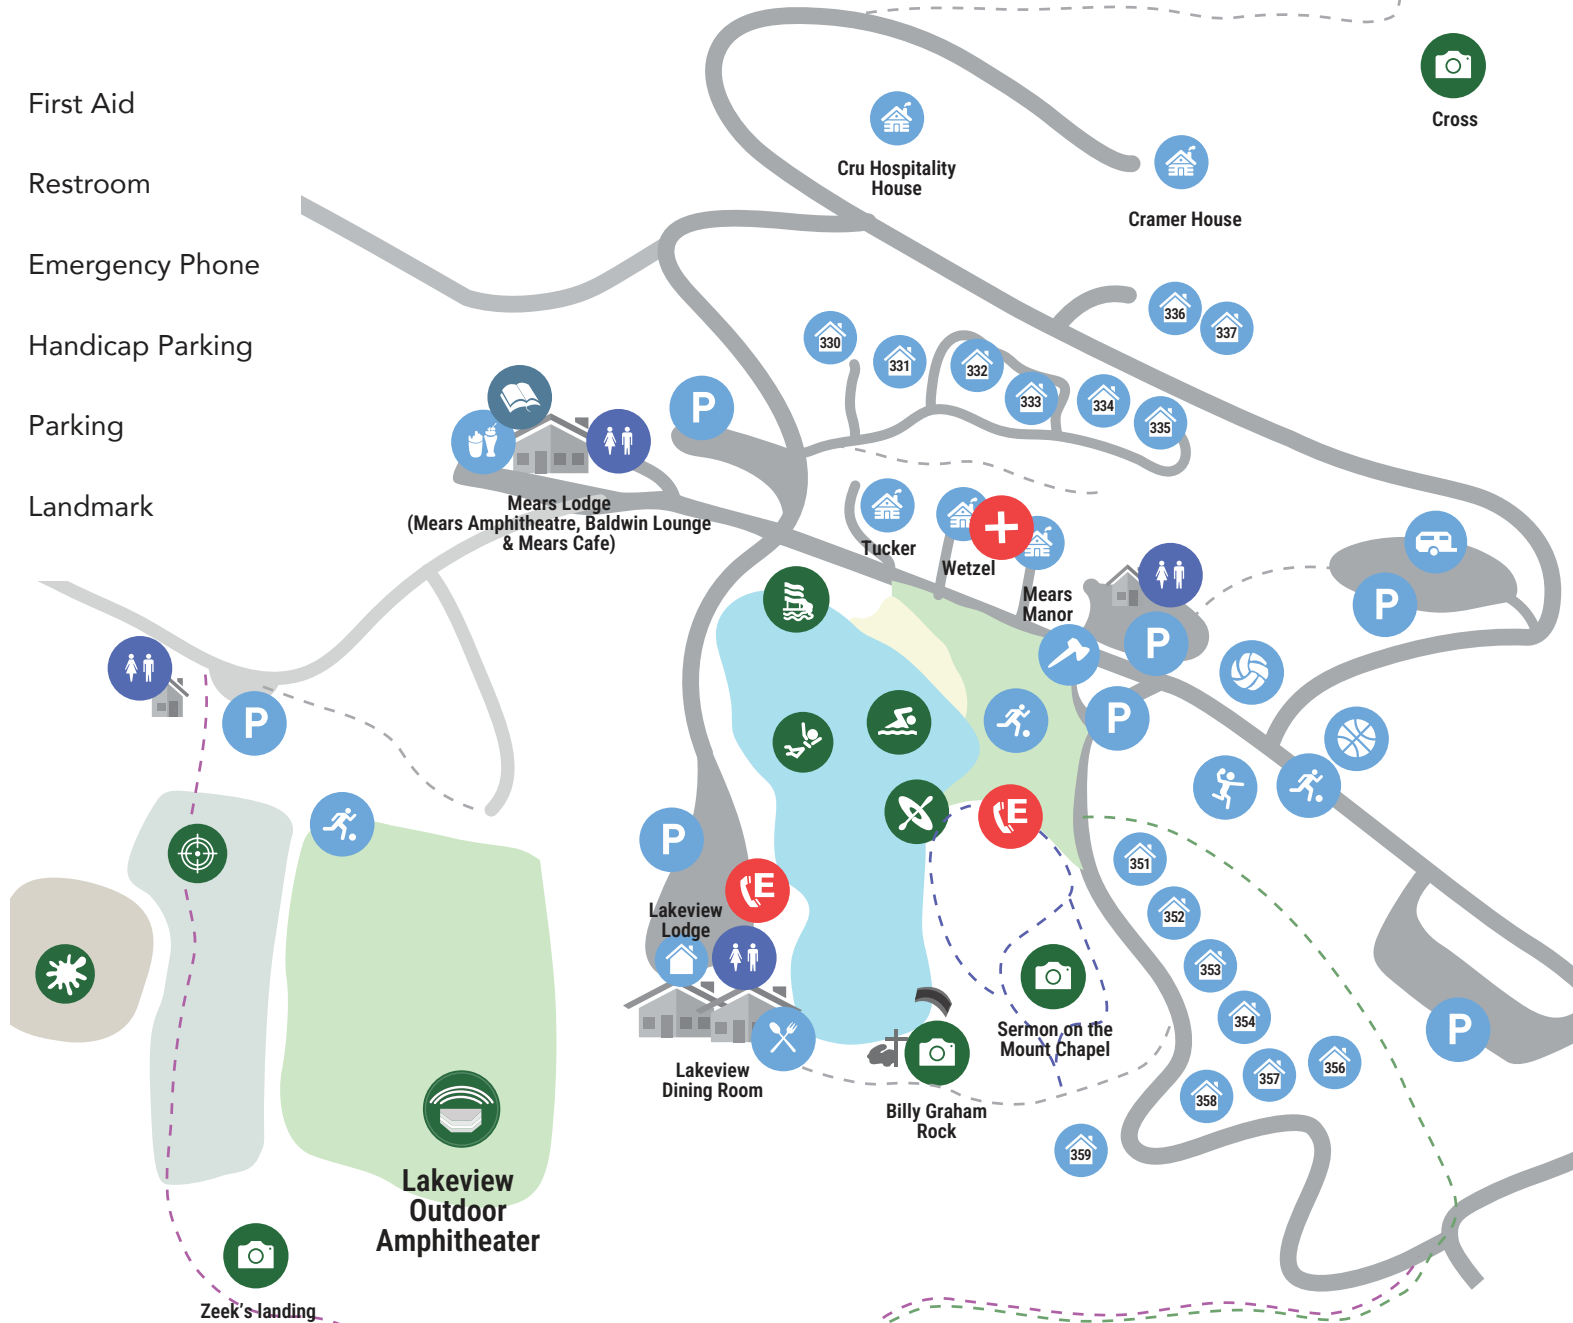 First Aid
Restroom
Emergency Phone
Handicap Parking
Parking
Landmark
Cross
Cru Hospitality
House
Cramer House
336
337
330
331
332
333
334
335
P
Mears Lodge
(Mears Amphitheatre, Baldwin Lounge
& Mears Cafe)
Tucker
Wetzel
Mears
Manor
P
P
P
P
P
E
E
Lakeview
Lodge
351
352
353
354
356
357
358
359
P
Sermon on the
Mount Chapel
Lakeview
Dining Room
Billy Graham
Rock
Lakeview
Outdoor
Amphitheater
Zeek's landing